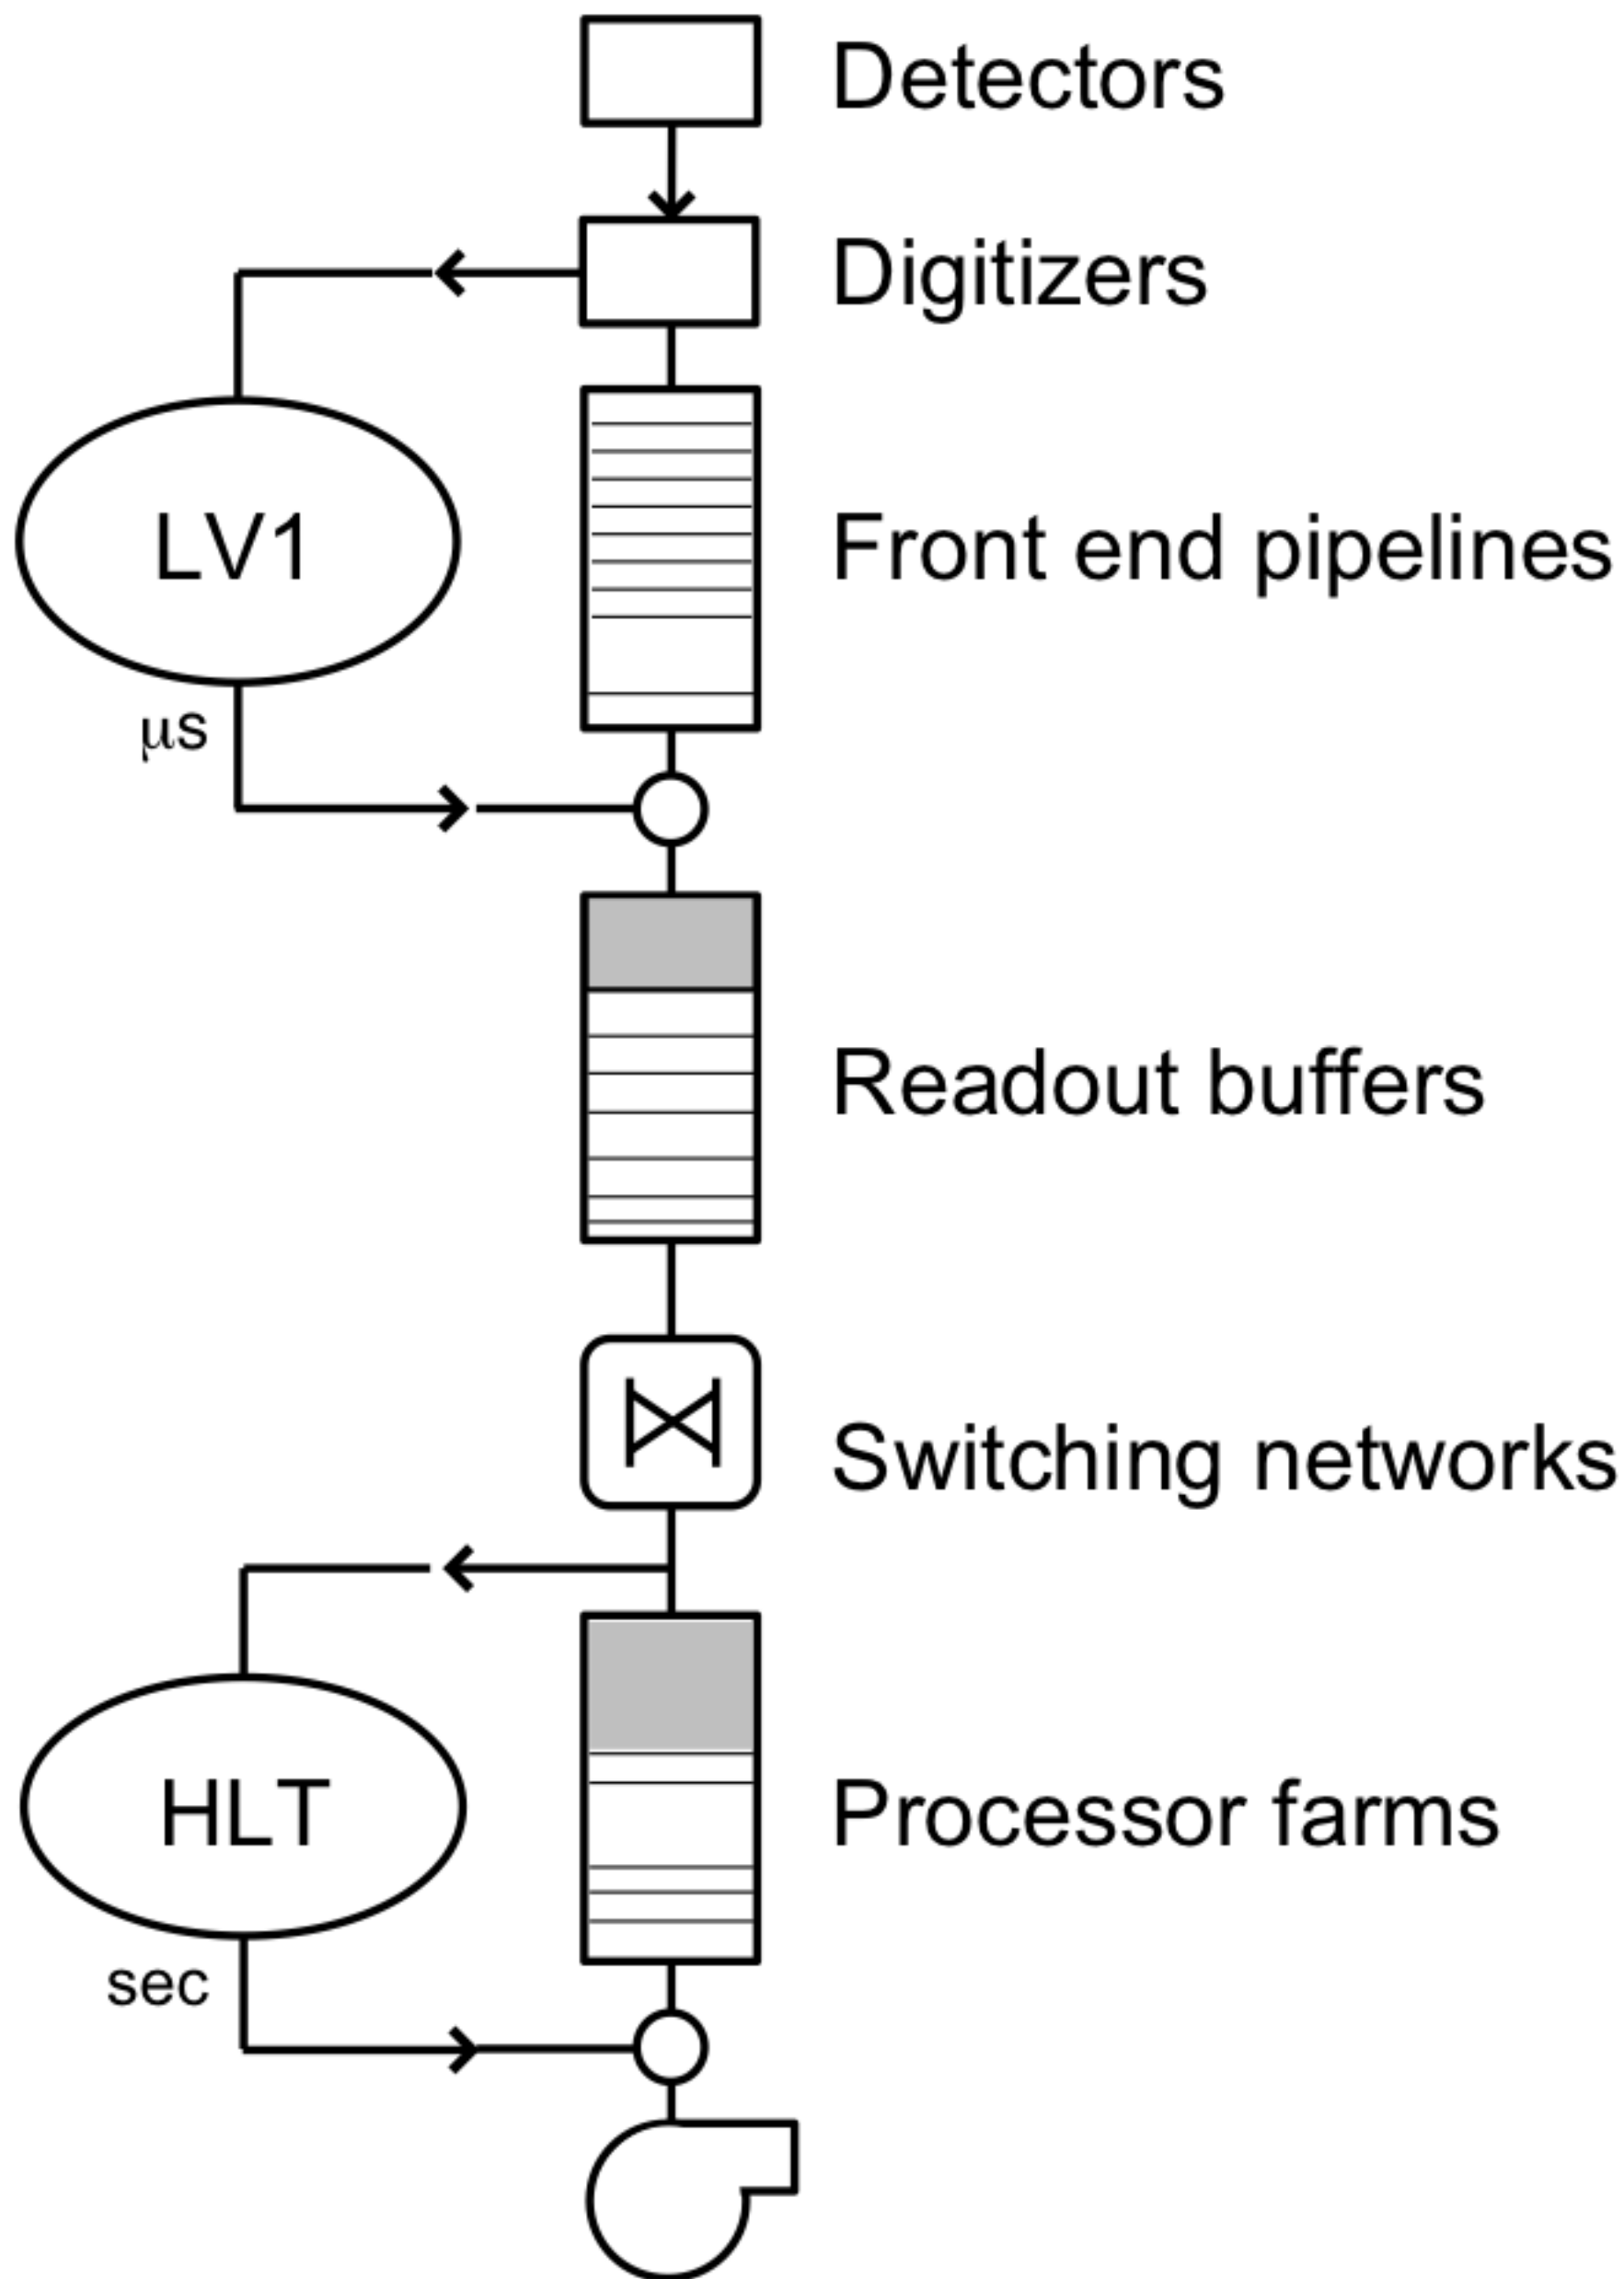 Detectors
Digitizers
LV1
Front end pipelines
μs
Readout buffers
Switching networks
HLT
Processor farms
sec